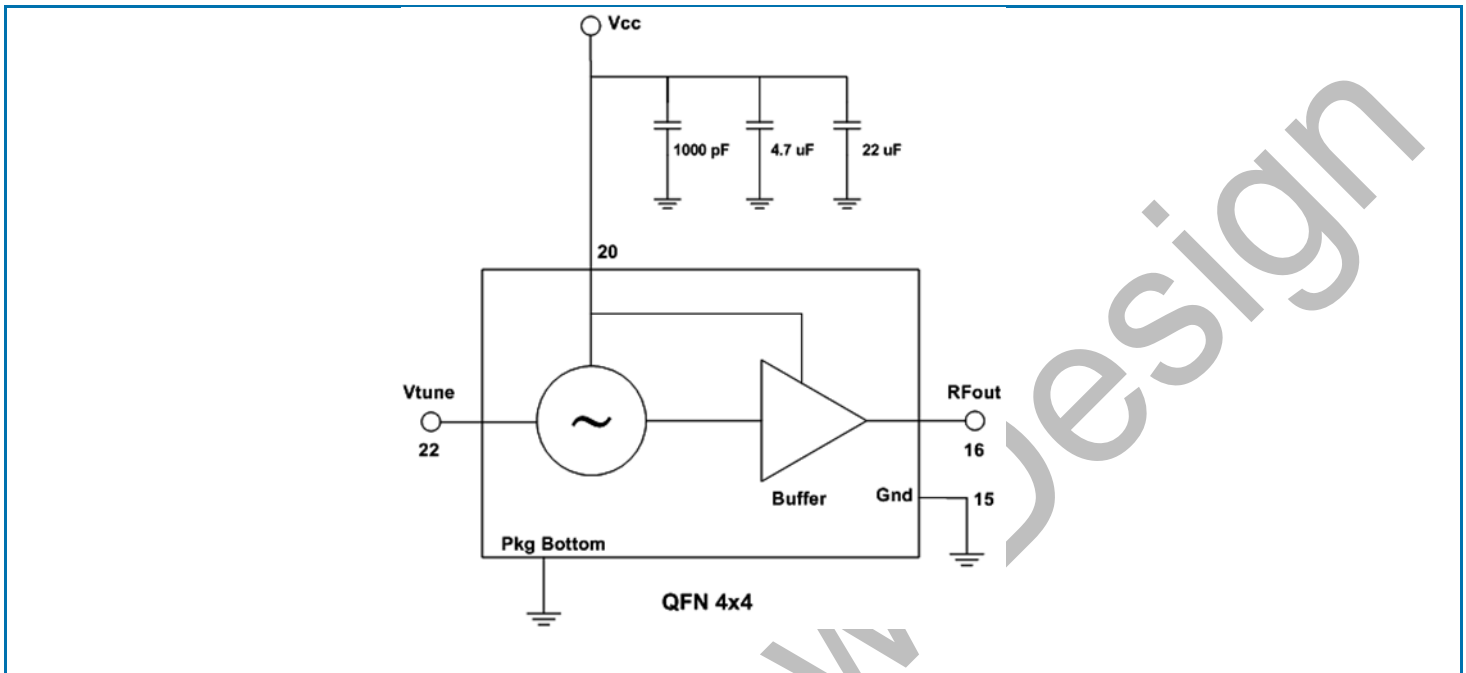 Vcc
1000 pF
4.7 uF
22 uF
20
Vtune
22
RFout
16
Buffer
Gnd
15
Pkg Bottom
QFN 4x4
Design